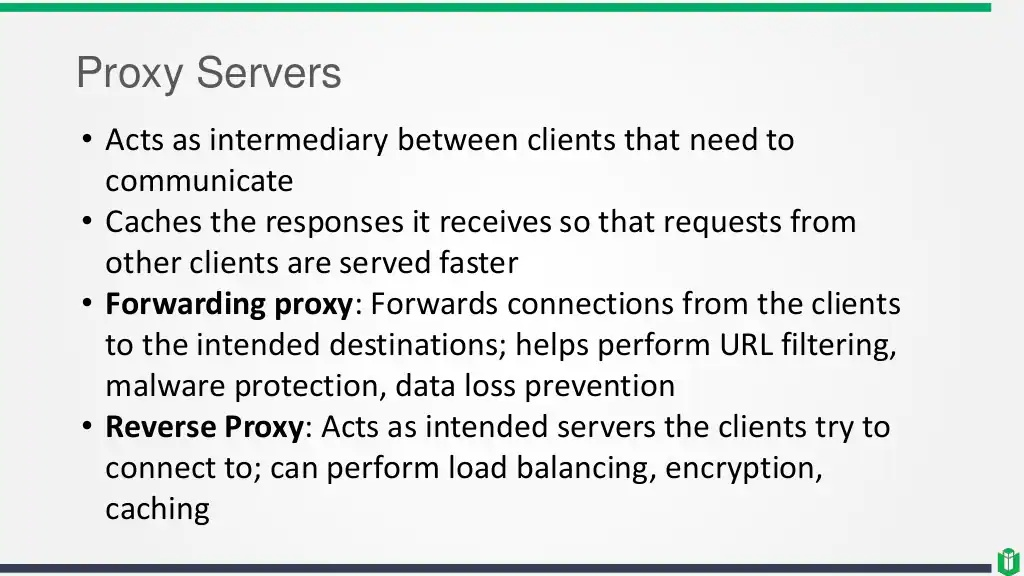 Proxy Servers
• Acts as intermediary between clients that need to
communicate
• Caches the responses it receives so that requests from
other clients are served faster
• Forwarding proxy: Forwards connections from the clients
to the intended destinations; helps perform URL filtering,
malware protection, data loss prevention
• Reverse Proxy: Acts as intended servers the clients try to
connect to; can perform load balancing, encryption,
caching